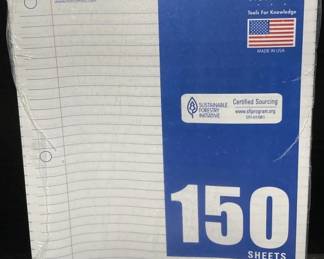 Tools For Knowledge
MADE IN USA
SUSTAINABLE
FORESTRY
INITIATIVE
Certified Sourcing
www.sfiprogram.org
150
SHEETS